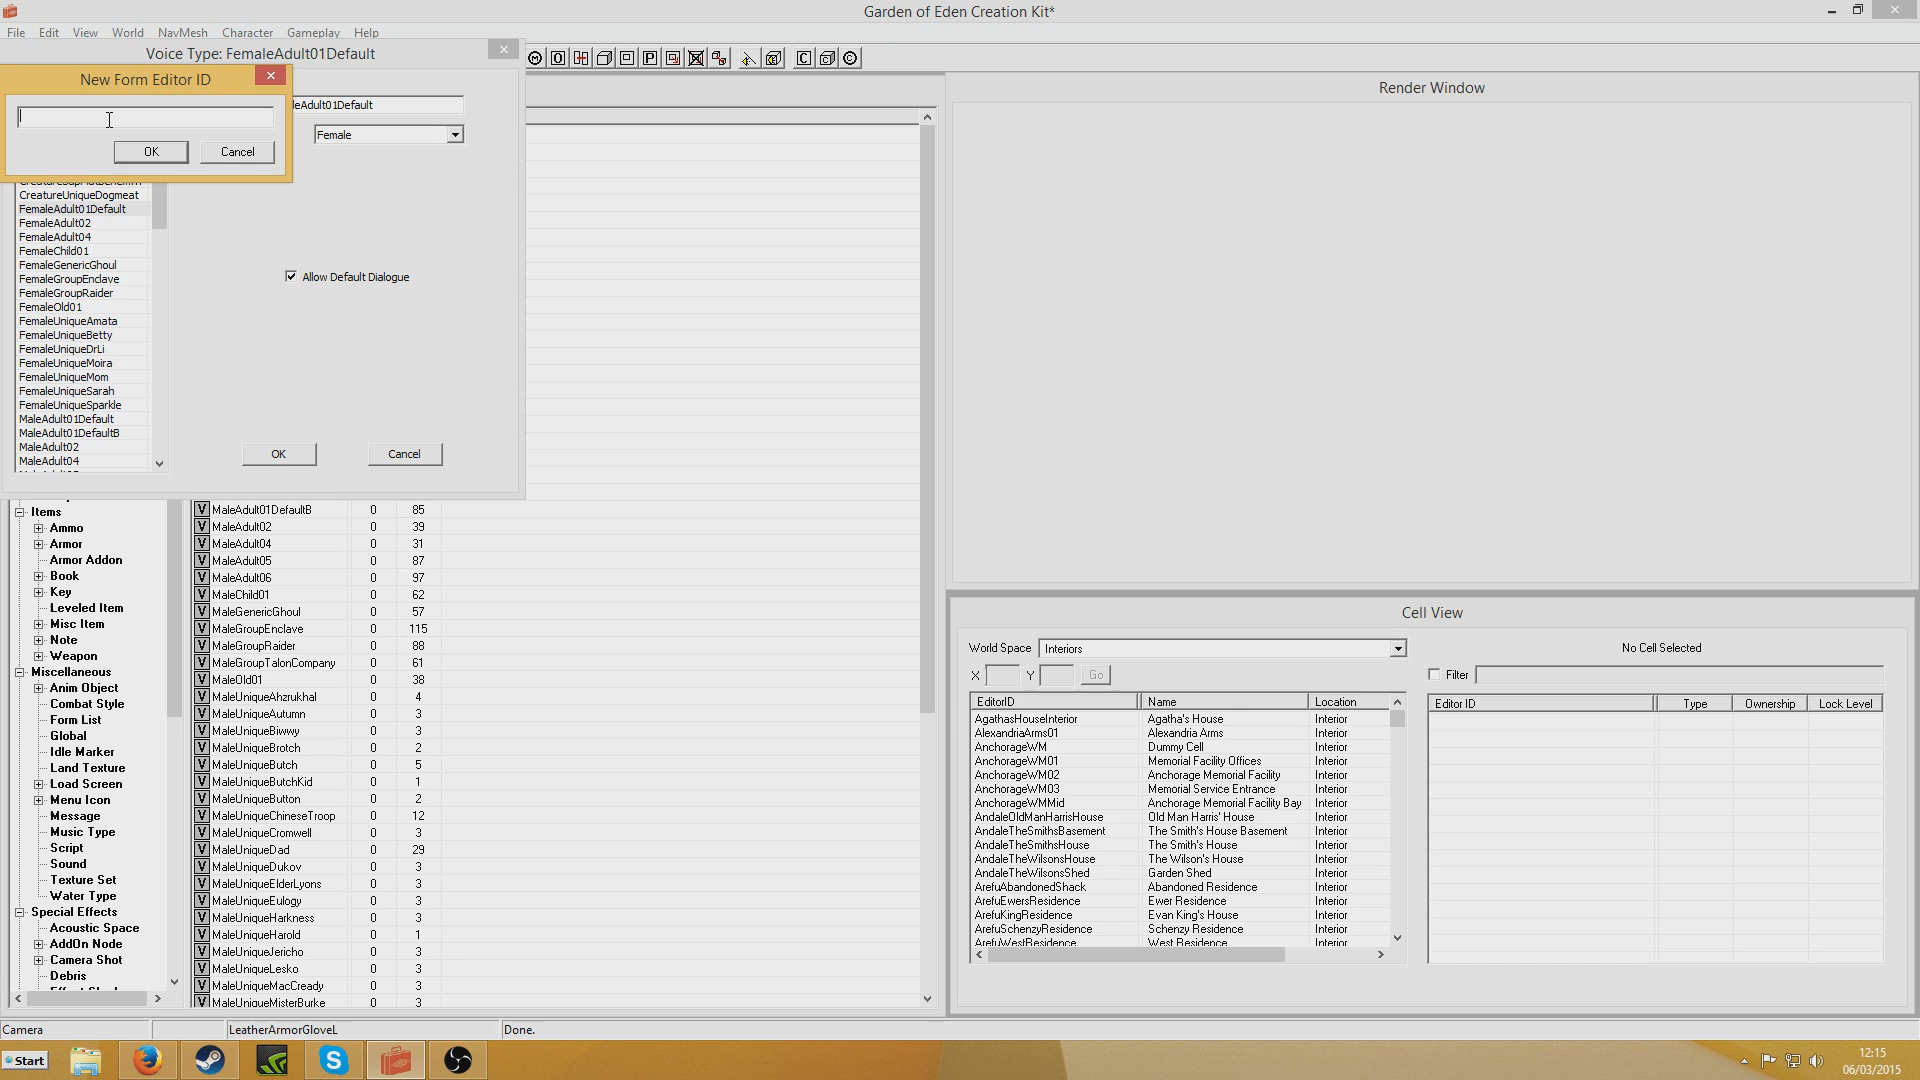 Garden of Eden Creation Kit*
File Edit View World NavMesh Character Gameplay Help
Voice Type: FemaleAdult01Default
New Form Editor ID
leAdult01Default
Female
OK Cancel
CreatureUniqueDogmeat
FemaleAdult01Default
FemaleAdult02
FemaleAdult04
FemaleChild01
FemaleGenericGhoul
FemaleGroupEnclave
FemaleGroupRaider
FemaleOld01
FemaleUniqueAmata
FemaleUniqueBetty
FemaleUniqueDrLi
FemaleUniqueMoira
FemaleUniqueMom
FemaleUniqueSarah
FemaleUniqueSparkle
MaleAdult01Default
MaleAdult01DefaultB
MaleAdult02
MaleAdult04
Allow Default Dialogue
OK Cancel
Items
Ammo
Armor
Armor Addon
Book
Key
Leveled Item
Misc Item
Note
Weapon
Miscellaneous
Anim Object
Combat Style
Form List
Global
Idle Marker
Land Texture
Load Screen
Menu Icon
Message
Music Type
Script
Sound
Texture Set
Water Type
Special Effects
Acoustic Space
AddOn Node
Camera Shot
Debris
V MaleAdult01DefaultB 0 85
V MaleAdult02 0 39
V MaleAdult04 0 31
V MaleAdult05 0 87
V MaleAdult06 0 97
V MaleChild01 0 62
V MaleGenericGhoul 0 57
V MaleGroupEnclave 0 115
V MaleGroupRaider 0 88
V MaleGroupTalonCompany 0 61
V MaleOld01 0 38
V MaleUniqueAhzrukhal 0 4
V MaleUniqueAutumn 0 3
V MaleUniqueBiwwy 0 3
V MaleUniqueBrotch 0 2
V MaleUniqueButch 0 5
V MaleUniqueButchKid 0 1
V MaleUniqueButton 0 2
V MaleUniqueChineseTroop 0 12
V MaleUniqueCromwell 0 3
V MaleUniqueDad 0 29
V MaleUniqueDukov 0 3
V MaleUniqueElderLyons 0 3
V MaleUniqueEulogy 0 3
V MaleUniqueHarkness 0 3
V MaleUniqueHarold 0 1
V MaleUniqueJericho 0 3
V MaleUniqueLesko 0 3
V MaleUniqueMacCready 0 3
V MaleUniqueMisterBurke 0 3
Render Window
Cell View
World Space Interiors
No Cell Selected
X Y Go
Filter
EditorID Name Location
AgathasHouseInterior Agatha's House Interior
AlexandriaArms01 Alexandria Arms Interior
AnchorageWM Dummy Cell Interior
AnchorageWM01 Memorial Facility Offices Interior
AnchorageWM02 Anchorage Memorial Facility Interior
AnchorageWM03 Memorial Service Entrance Interior
AnchorageWMMid Anchorage Memorial Facility Bay Interior
AndaleOldManHarrisHouse Old Man Harris' House Interior
AndaleTheSmithsBasement The Smith's House Basement Interior
AndaleTheSmithsHouse The Smith's House Interior
AndaleTheWilsonsHouse The Wilson's House Interior
AndaleTheWilsonsShed Garden Shed Interior
ArefuAbandonedShack Abandoned Residence Interior
ArefuEwersResidence Ewer Residence Interior
ArefuKingResidence Evan King's House Interior
ArefuSchenzyResidence Schenzy Residence Interior
ArefuWestResidence West Residence Interior
Editor ID Type Ownership Lock Level
Camera LeatherArmorGloveL Done.
Start
12:15
06/03/2015